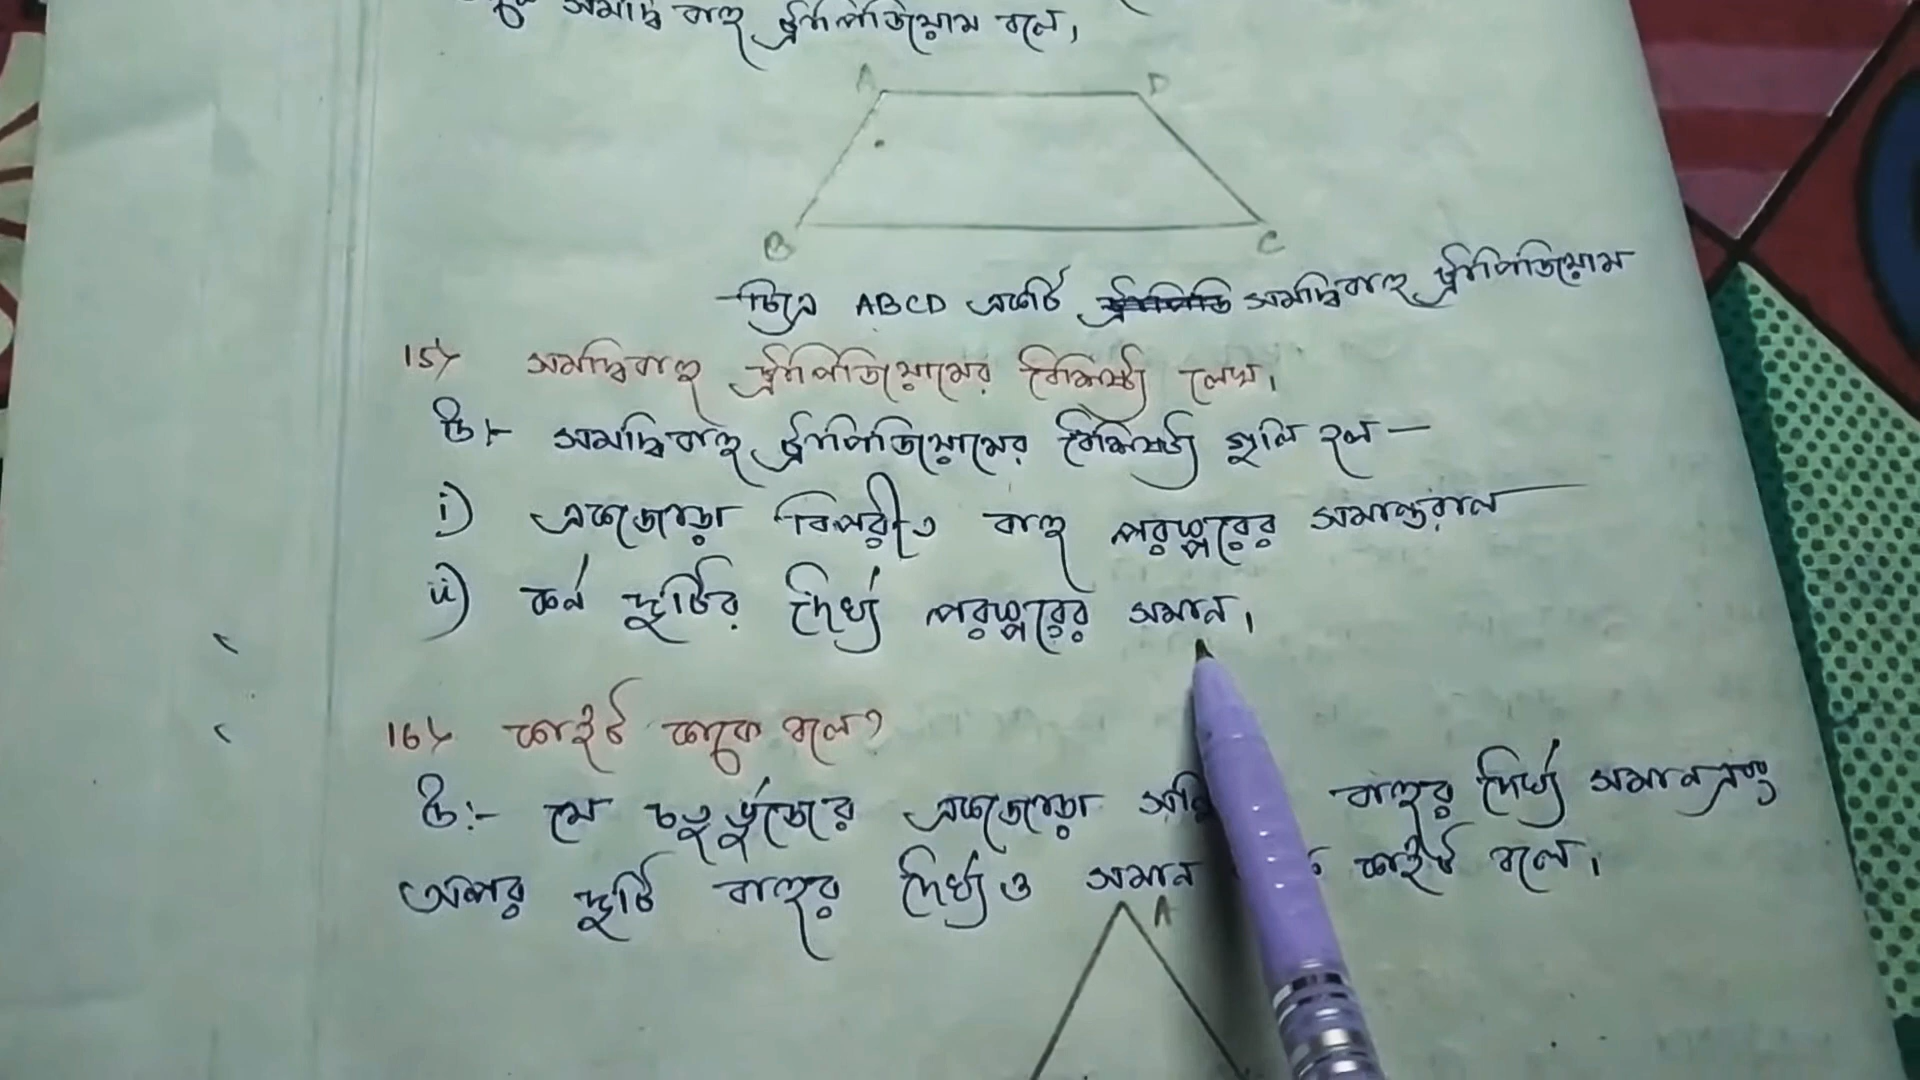 সমদ্বিবাহু ট্রাপিজিয়াম বলে।
A D
B C
চিত্রে ABCD একটি সমদ্বিবাহু ট্রাপিজিয়াম
15> সমদ্বিবাহু ট্রাপিজিয়ামের বৈশিষ্ট্য লেখ।
উঃ- সমদ্বিবাহু ট্রাপিজিয়ামের বৈশিষ্ট্য গুলি হল —
i) একজোড়া বিপরীত বাহু পরস্পরের সমান্তরাল
ii) কর্ন দুটির দৈর্ঘ্য পরস্পরের সমান।
16> কাইট কাকে বলে?
উঃ- যে চতুর্ভুজের একজোড়া বাহুর দৈর্ঘ্য সমান এবং
অপর দুটি বাহুর দৈর্ঘ্য ও সমান কাইট বলে।
A